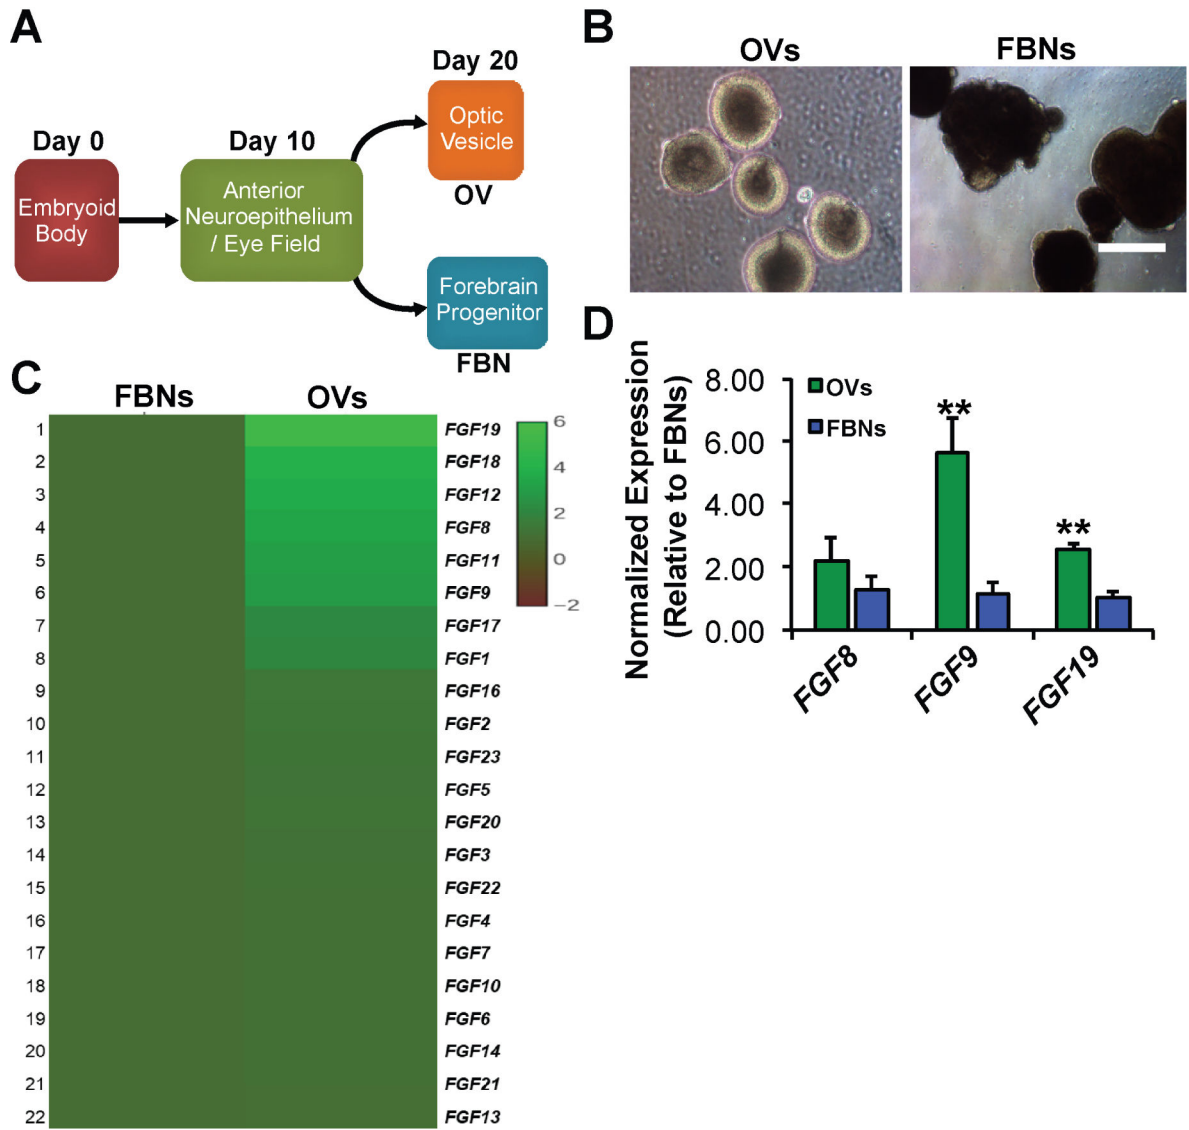 A
Day 0
Embryoid
Body
Day 10
Anterior
Neuroepithelium
/ Eye Field
Day 20
Optic
Vesicle
OV
Forebrain
Progenitor
FBN
B
OVs
FBNs
C
FBNs
OVs
1 FGF19
2 FGF18
3 FGF12
4 FGF8
5 FGF11
6 FGF9
7 FGF17
8 FGF1
9 FGF16
10 FGF2
11 FGF23
12 FGF5
13 FGF20
14 FGF3
15 FGF22
16 FGF4
17 FGF7
18 FGF10
19 FGF6
20 FGF14
21 FGF21
22 FGF13
6
4
2
0
−2
D
Normalized Expression
(Relative to FBNs)
8.00
6.00
4.00
2.00
0.00
OVs
FBNs
**
**
FGF8
FGF9
FGF19